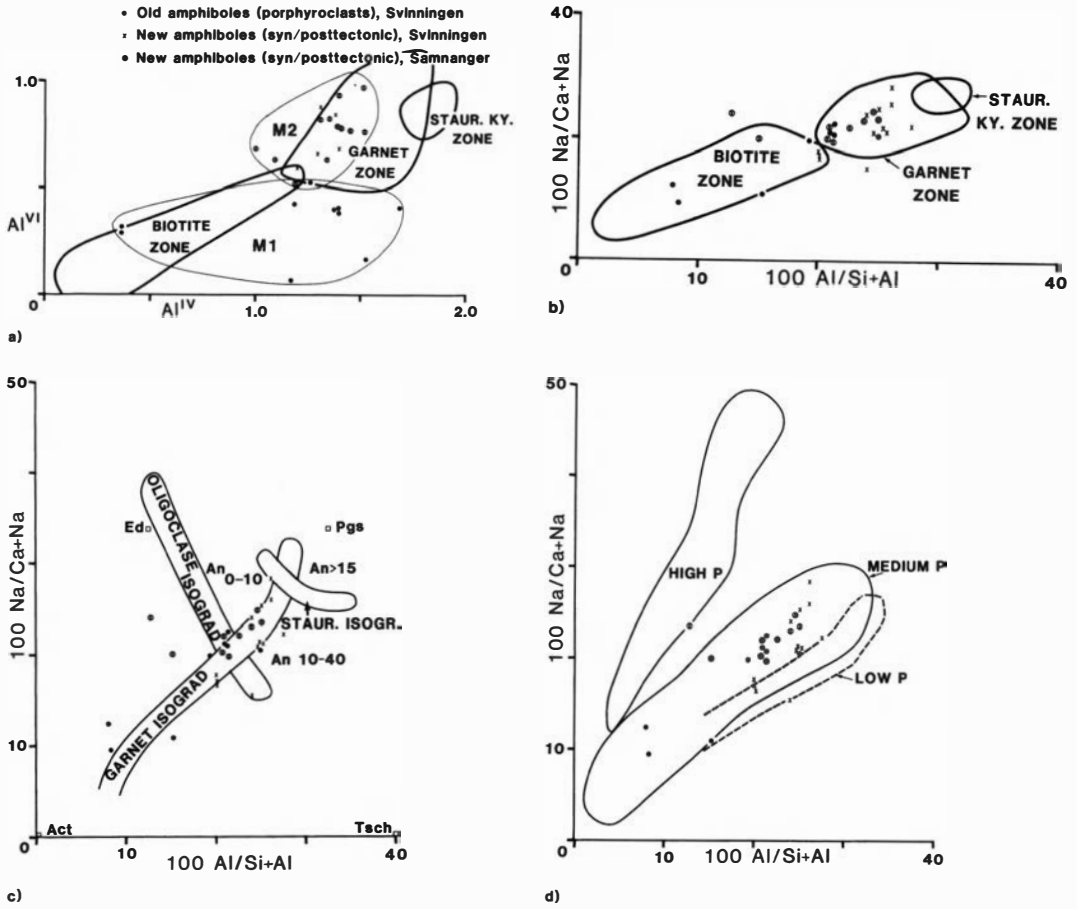 • Old amphiboles (porphyroclasts), Svinningen
x New amphiboles (syn/posttectonic), Svinningen
• New amphiboles (syn/posttectonic), Samnanger
1.0
M2
GARNET
ZONE
STAUR. KY.
ZONE
Al VI
BIOTITE
ZONE
M1
0
Al IV
1.0
2.0
a)
40
100 Na/Ca+Na
BIOTITE
ZONE
STAUR.
KY. ZONE
GARNET
ZONE
0
10
100 Al/Si+Al
40
b)
50
100 Na/Ca+Na
OLIGOCLASE ISOGRAD
Ed
Pgs
An 0–10
An>15
STAUR. ISOGR.
An 10-40
GARNET ISOGRAD
10
Act
Tsch
0
10
100 Al/Si+Al
40
c)
50
100 Na/Ca+Na
HIGH P
MEDIUM P
LOW P
10
0
10
100 Al/Si+Al
40
d)